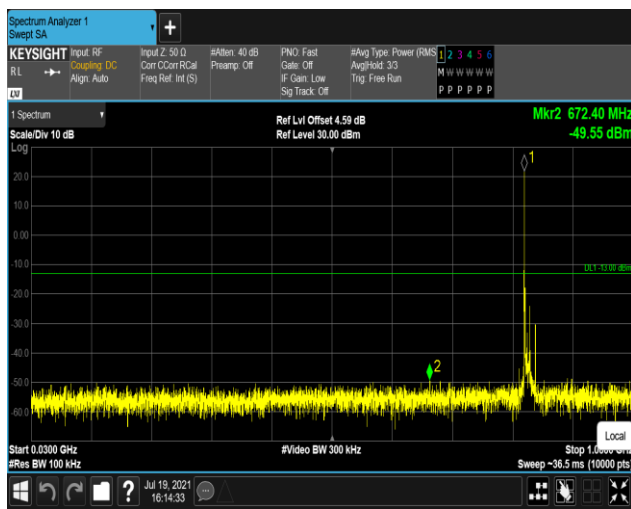 Spectrum Analyzer 1
Swept SA
+
KEYSIGHT
RL
LXI
Input: RF
Coupling: DC
Align: Auto
Input Z: 50 Ω
Corr CCorr RCal
Freq Ref: Int (S)
#Atten: 40 dB
Preamp: Off
PNO: Fast
Gate: Off
IF Gain: Low
Sig Track: Off
#Avg Type: Power (RMS
Avg|Hold: 3/3
Trig: Free Run
1 2 3 4 5 6
M W W W W W
P P P P P P
1 Spectrum
Scale/Div 10 dB
Ref Lvl Offset 4.59 dB
Ref Level 30.00 dBm
Mkr2 672.40 MHz
-49.55 dBm
Log
1
20.0
10.0
0.00
-10.0
DL1 -13.00 dBm
-20.0
-30.0
-40.0
2
-50.0
-60.0
Local
Start 0.0300 GHz
#Video BW 300 kHz
Stop 1.0000 GHz
#Res BW 100 kHz
Sweep ~36.5 ms (10000 pts)
?
Jul 19, 2021
16:14:33